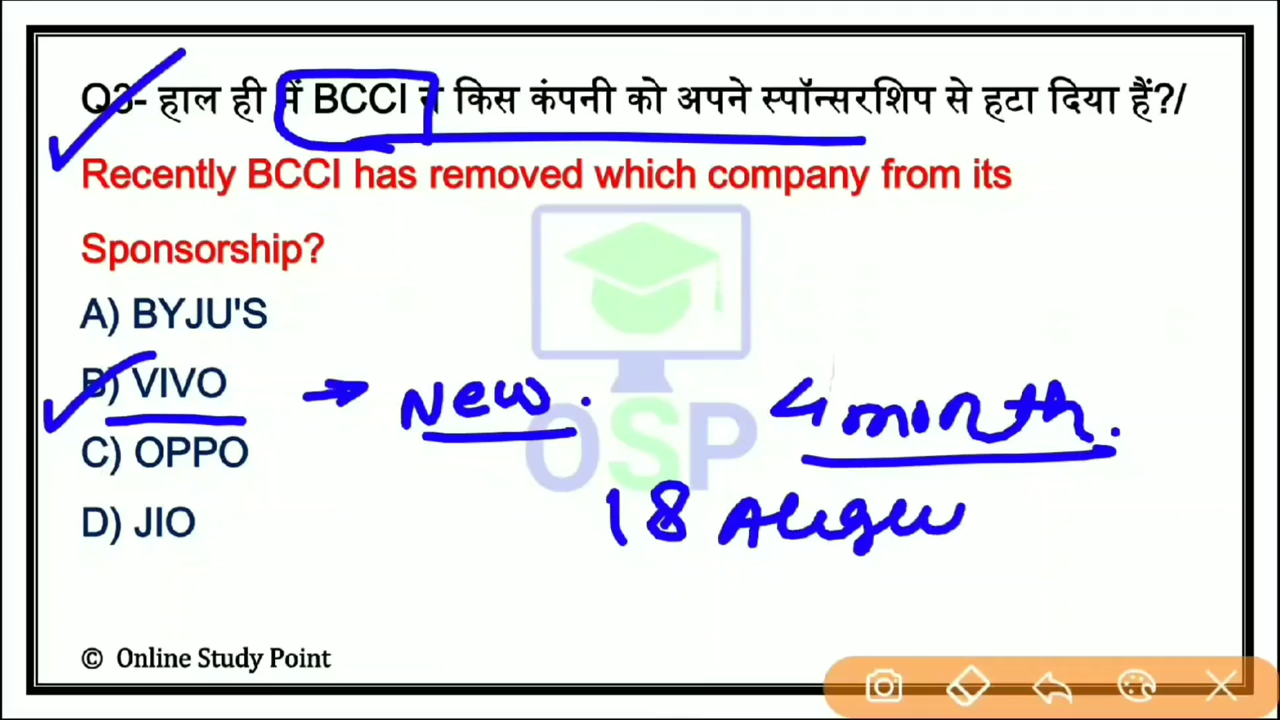 Q3- हाल ही में BCCI ने किस कंपनी को अपने स्पॉन्सरशिप से हटा दिया हैं?/
Recently BCCI has removed which company from its
Sponsorship?
A) BYJU'S
B) VIVO → New.
4 month.
C) OPPO
OSP
18
D) JIO
© Online Study Point